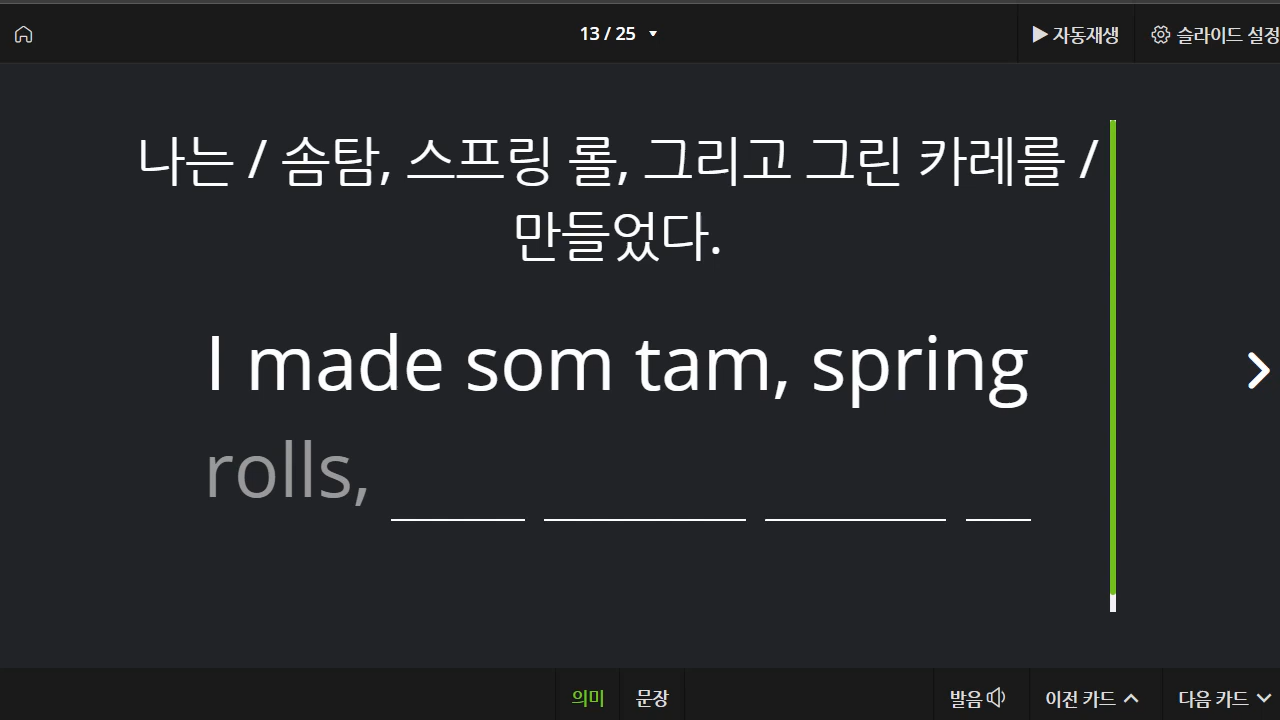 13 / 25
자동재생
슬라이드 설정
나는 / 솜탐, 스프링 롤, 그리고 그린 카레를 /
만들었다.
I made som tam, spring
rolls,
의미
문장
발음
이전 카드
다음 카드